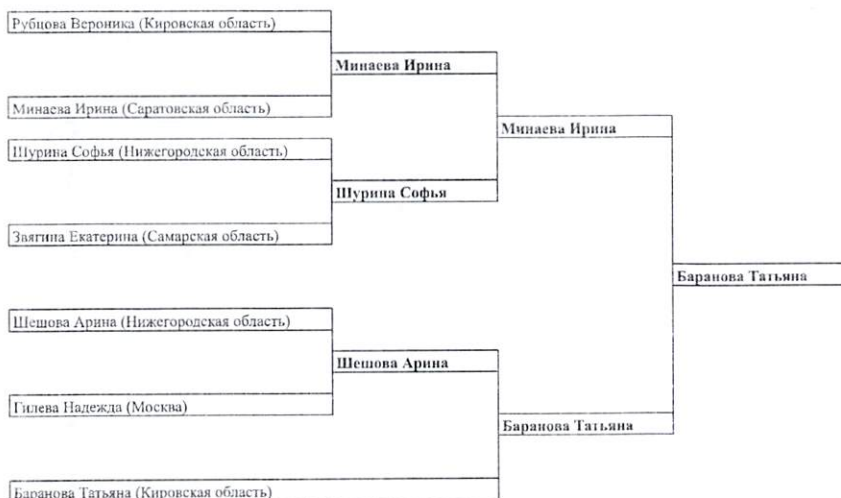 Рубцова Вероника (Кировская область)
Минаева Ирина
Минаева Ирина (Саратовская область)
Минаева Ирина
Шурина Софья (Нижегородская область)
Шурина Софья
Звягина Екатерина (Самарская область)
Баранова Татьяна
Шешова Арина (Нижегородская область)
Шешова Арина
Гилева Надежда (Москва)
Баранова Татьяна
Баранова Татьяна (Кировская область)